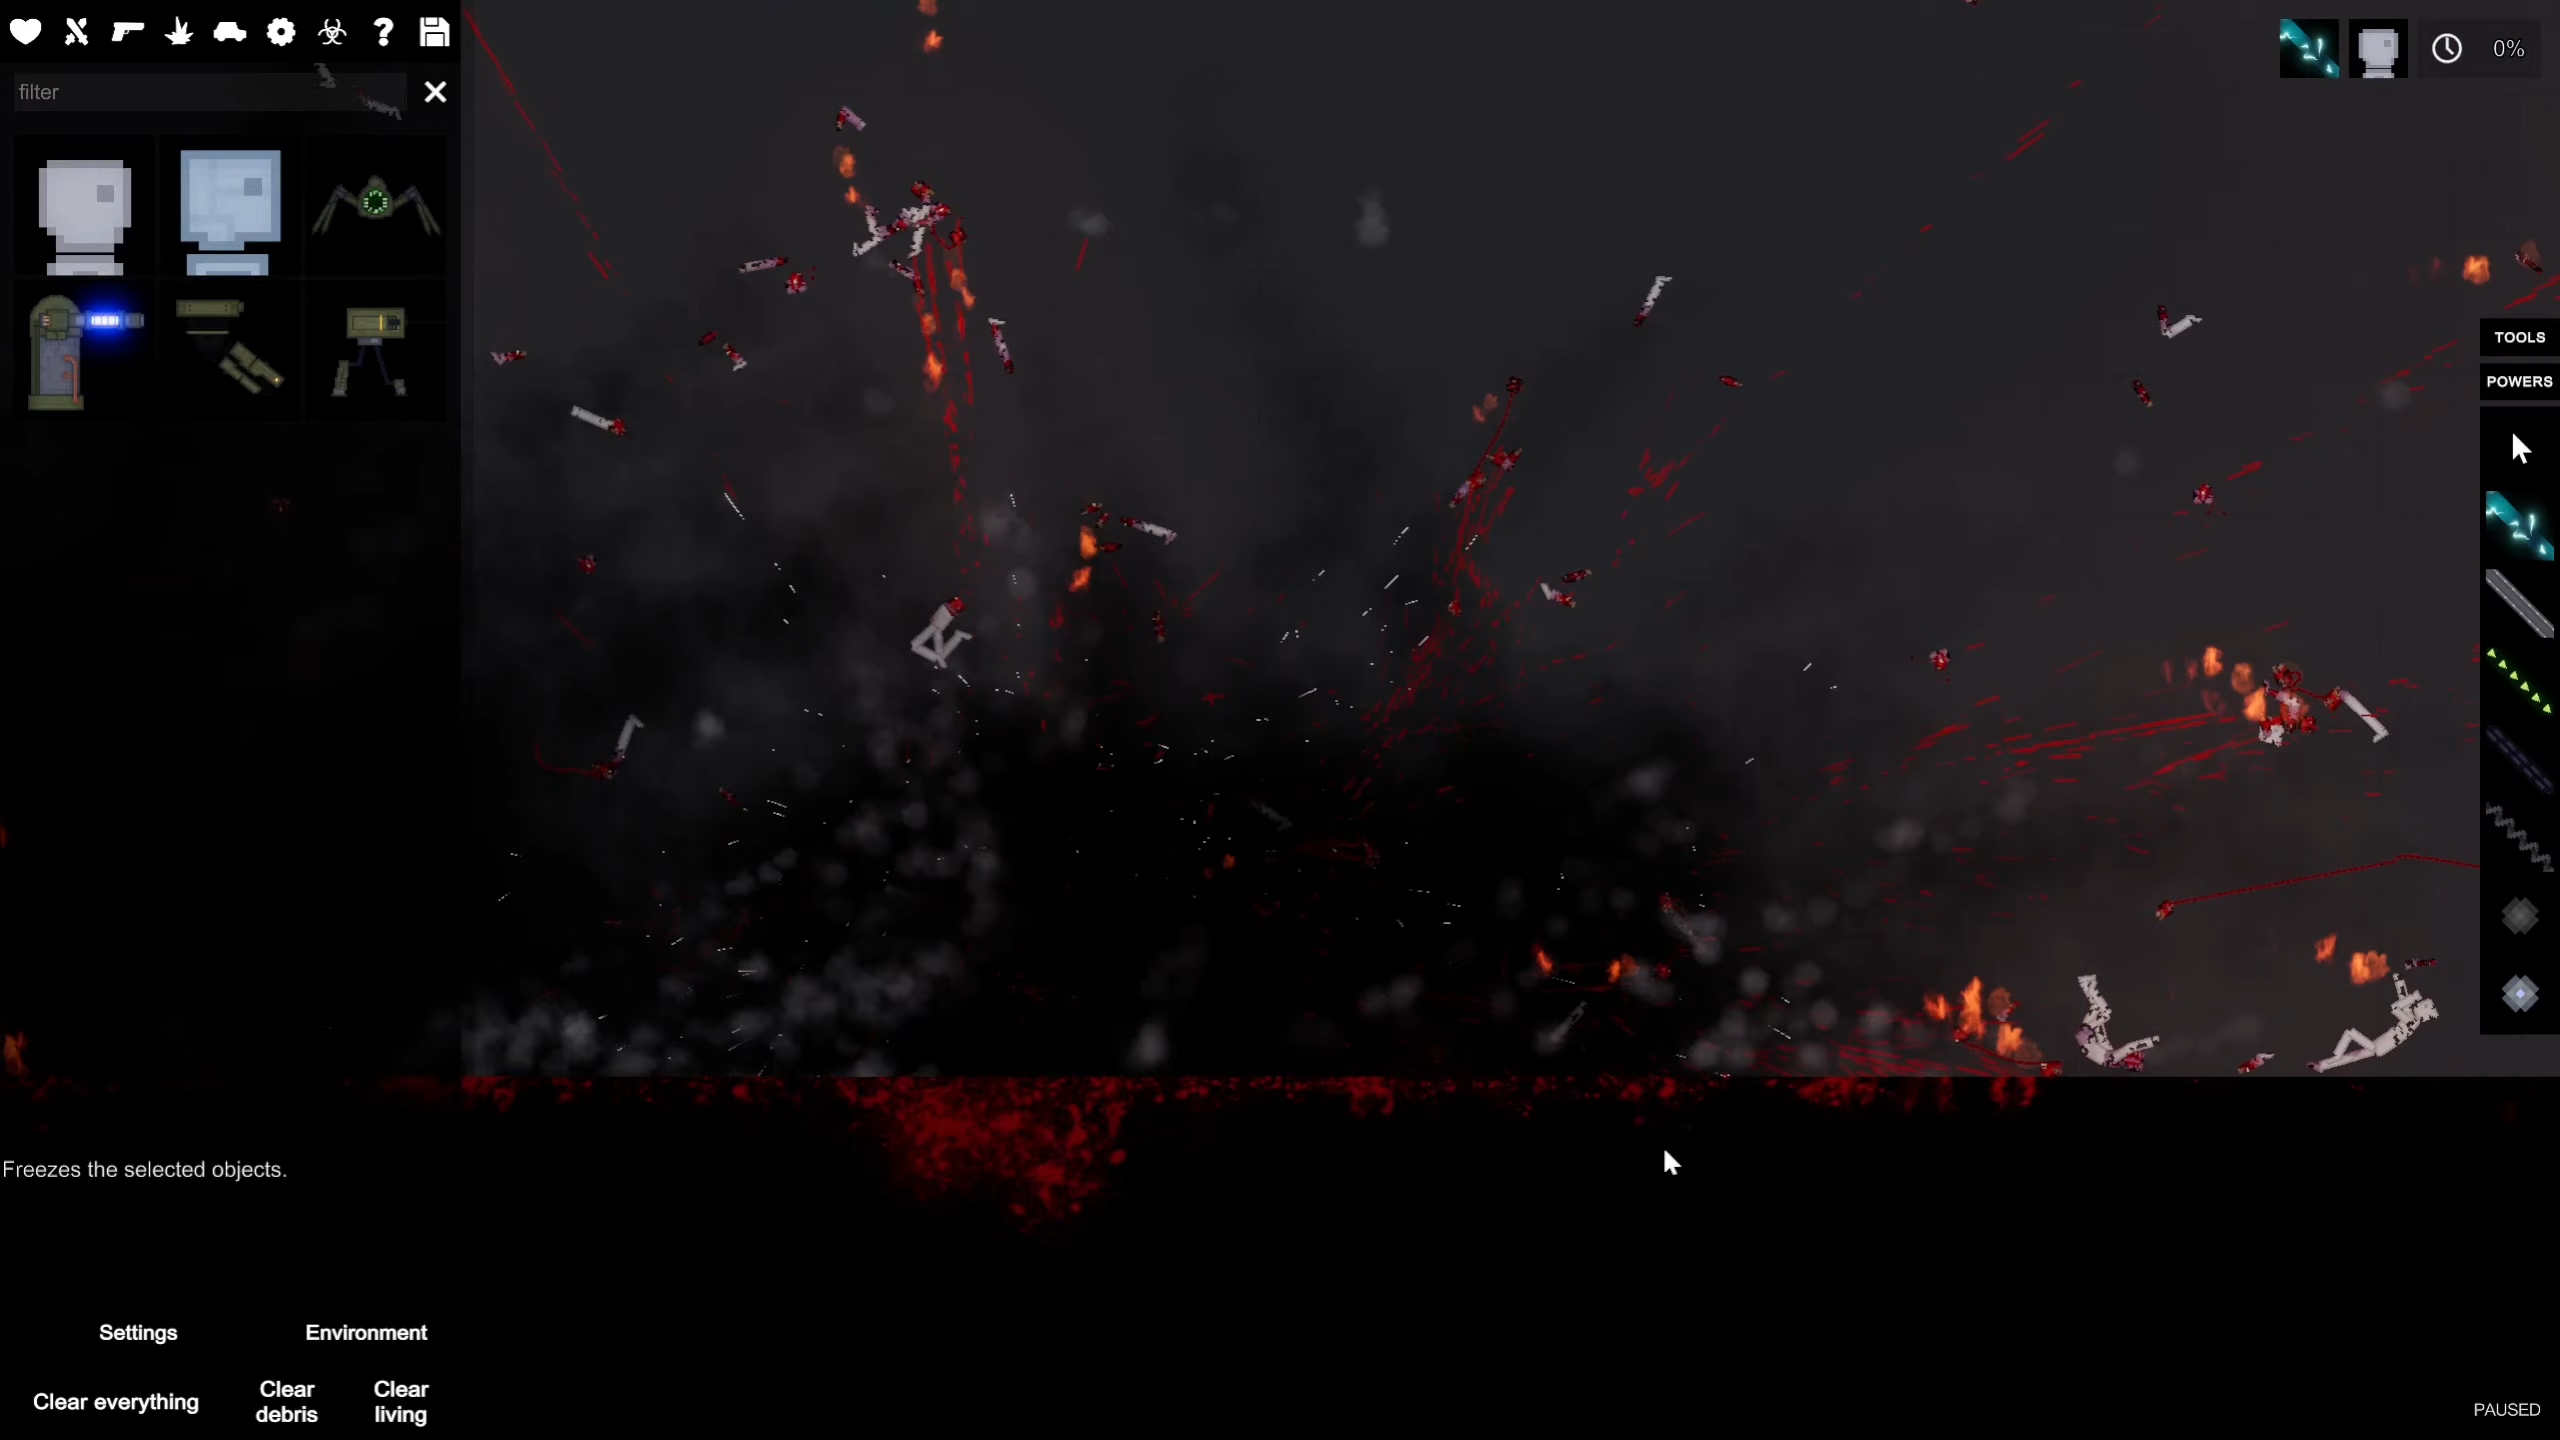 filter
0%
TOOLS
POWERS
Freezes the selected objects.
Settings
Environment
Clear everything
Clear
debris
Clear
living
PAUSED